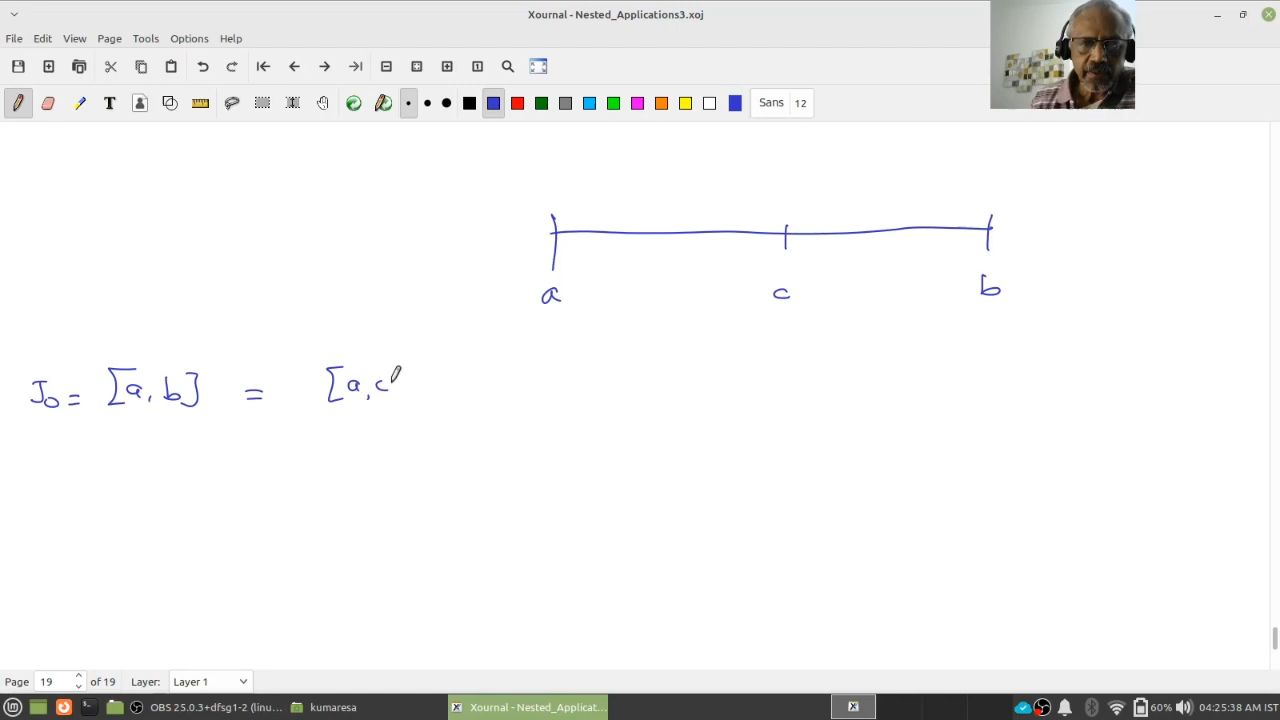 Xournal - Nested_Applications3.xoj
File Edit View Page Tools Options Help
Sans 12
a c b
J₀ = [a, b] = [a, c
Page 19 of 19 Layer: Layer 1
OBS 25.0.3+dfsg1-2 (linu... kumaresa Xournal - Nested_Applicat... 60% 04:25:38 AM IST